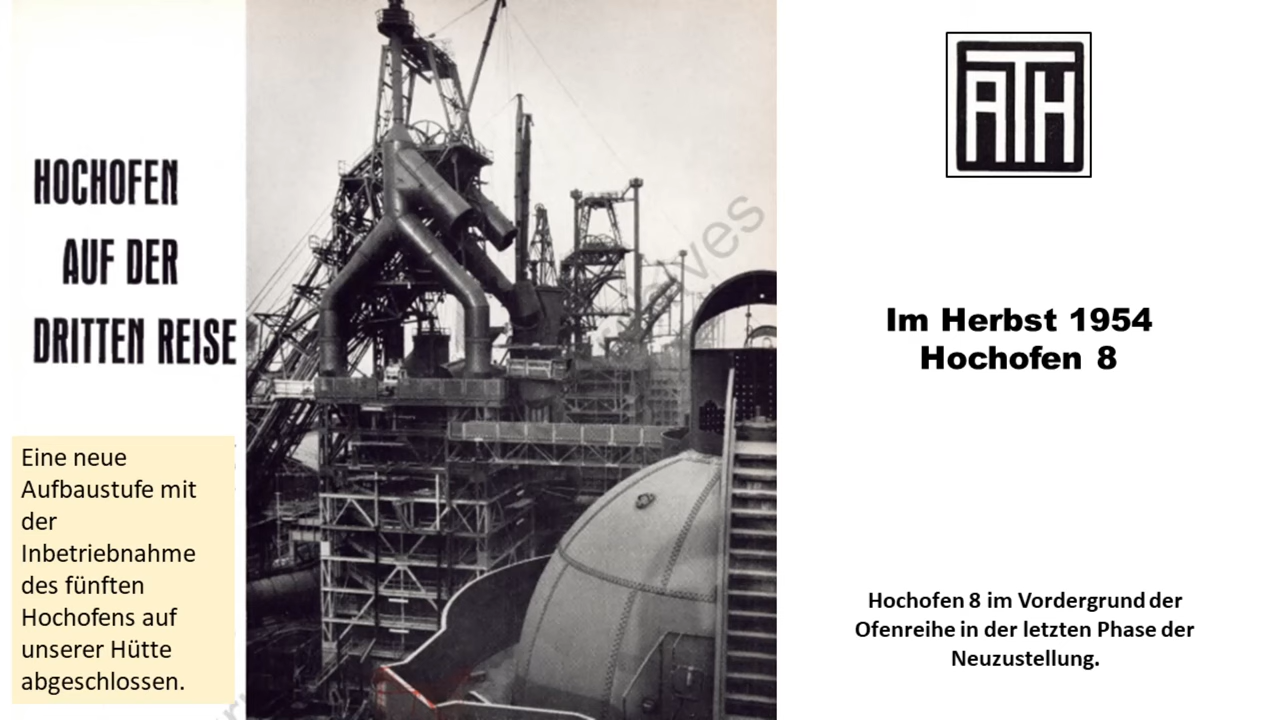 HOCHOFEN
AUF DER
DRITTEN REISE
Eine neue
Aufbaustufe mit
der
Inbetriebnahme
des fünften
Hochofens auf
unserer Hütte
abgeschlossen.
ATH
Im Herbst 1954
Hochofen 8
Hochofen 8 im Vordergrund der
Ofenreihe in der letzten Phase der
Neuzustellung.